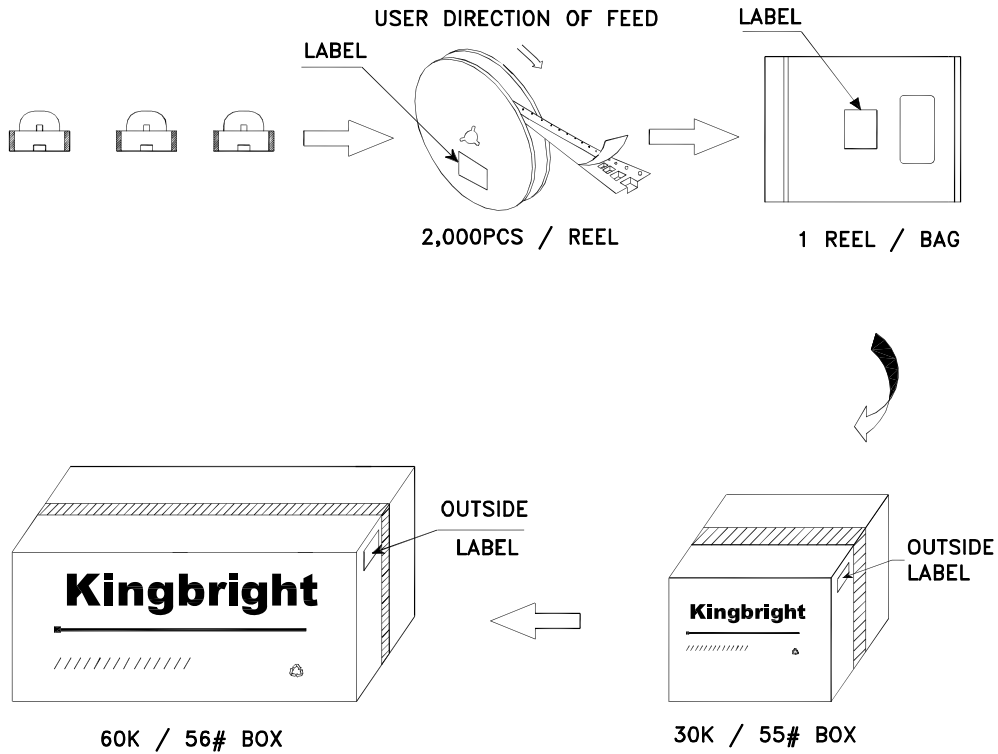 USER DIRECTION OF FEED
LABEL
LABEL
2,000PCS / REEL
1 REEL / BAG
OUTSIDE
LABEL
Kingbright
60K / 56# BOX
OUTSIDE
LABEL
Kingbright
30K / 55# BOX